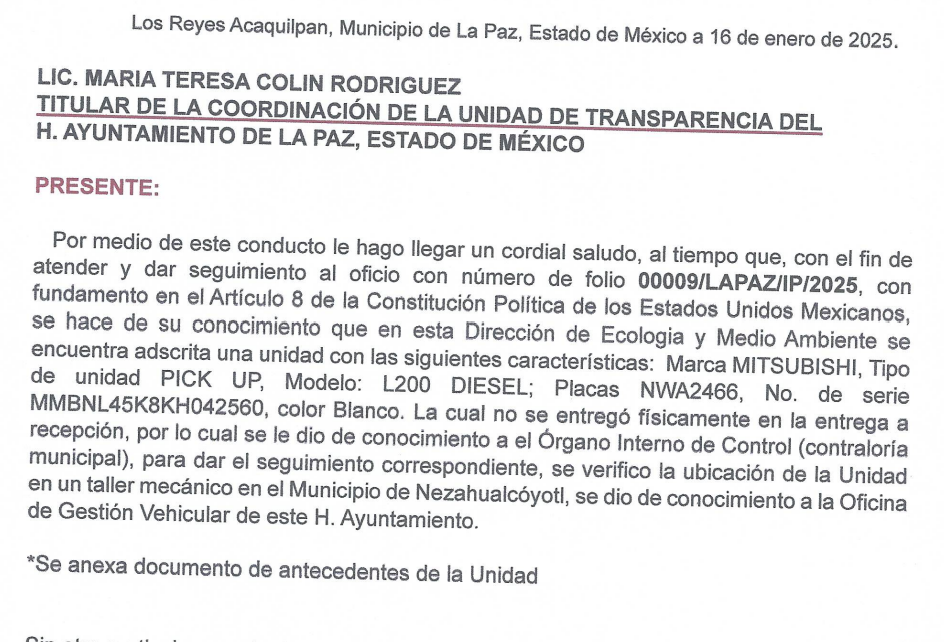 Los Reyes Acaquilpan, Municipio de La Paz, Estado de México a 16 de enero de 2025.
LIC. MARIA TERESA COLIN RODRIGUEZ
TITULAR DE LA COORDINACIÓN DE LA UNIDAD DE TRANSPARENCIA DEL
H. AYUNTAMIENTO DE LA PAZ, ESTADO DE MÉXICO
PRESENTE:
Por medio de este conducto le hago llegar un cordial saludo, al tiempo que, con el fin de
atender y dar seguimiento al oficio con número de folio 00009/LAPAZ/IP/2025, con
fundamento en el Artículo 8 de la Constitución Política de los Estados Unidos Mexicanos,
se hace de su conocimiento que en esta Dirección de Ecologia y Medio Ambiente se
encuentra adscrita una unidad con las siguientes características: Marca MITSUBISHI, Tipo
de unidad PICK UP, Modelo: L200 DIESEL; Placas NWA2466, No. de serie
MMBNL45K8KH042560, color Blanco. La cual no se entregó físicamente en la entrega a
recepción, por lo cual se le dio de conocimiento a el Órgano Interno de Control (contraloría
municipal), para dar el seguimiento correspondiente, se verifico la ubicación de la Unidad
en un taller mecánico en el Municipio de Nezahualcóyotl, se dio de conocimiento a la Oficina
de Gestión Vehicular de este H. Ayuntamiento.
*Se anexa documento de antecedentes de la Unidad